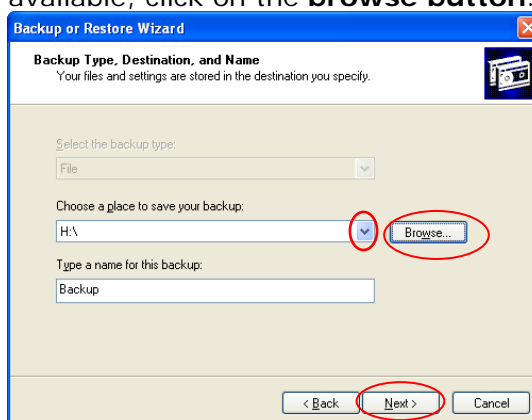 available, click on the browse button.
Backup or Restore Wizard
Backup Type, Destination, and Name
Your files and settings are stored in the destination you specify.
Select the backup type:
File
Choose a place to save your backup:
H:\
Browse...
Type a name for this backup:
Backup
< Back Next > Cancel